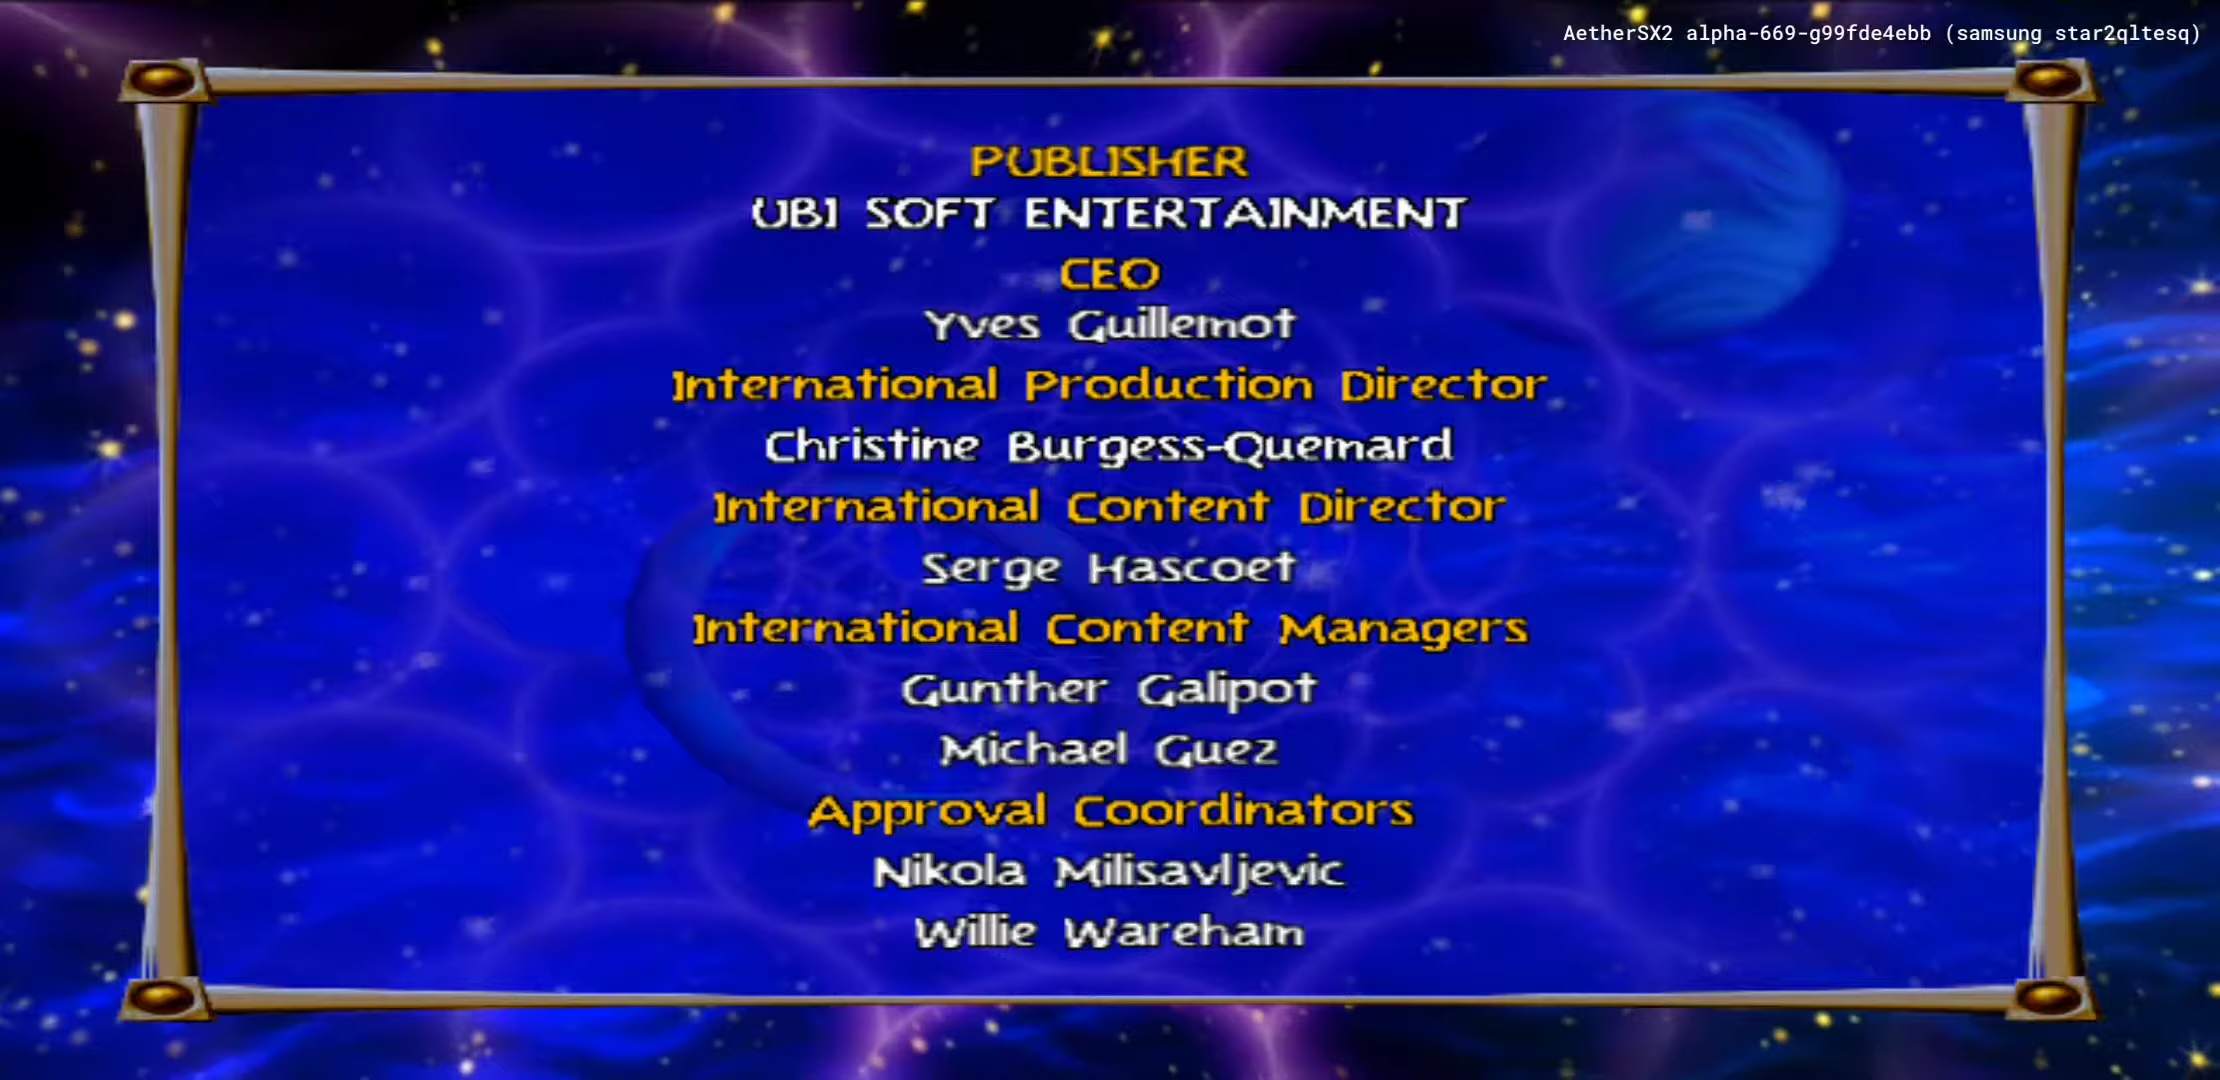 AetherSX2 alpha-669-g99fde4ebb (samsung star2qltesq)
PUBLISHER
UBI SOFT ENTERTAINMENT
CEO
Yves Guillemot
International Production Director
Christine Burgess-Quemard
International Content Director
Serge Hascoet
International Content Managers
Gunther Galipot
Michael Guez
Approval Coordinators
Nikola Milisavljevic
Willie Wareham